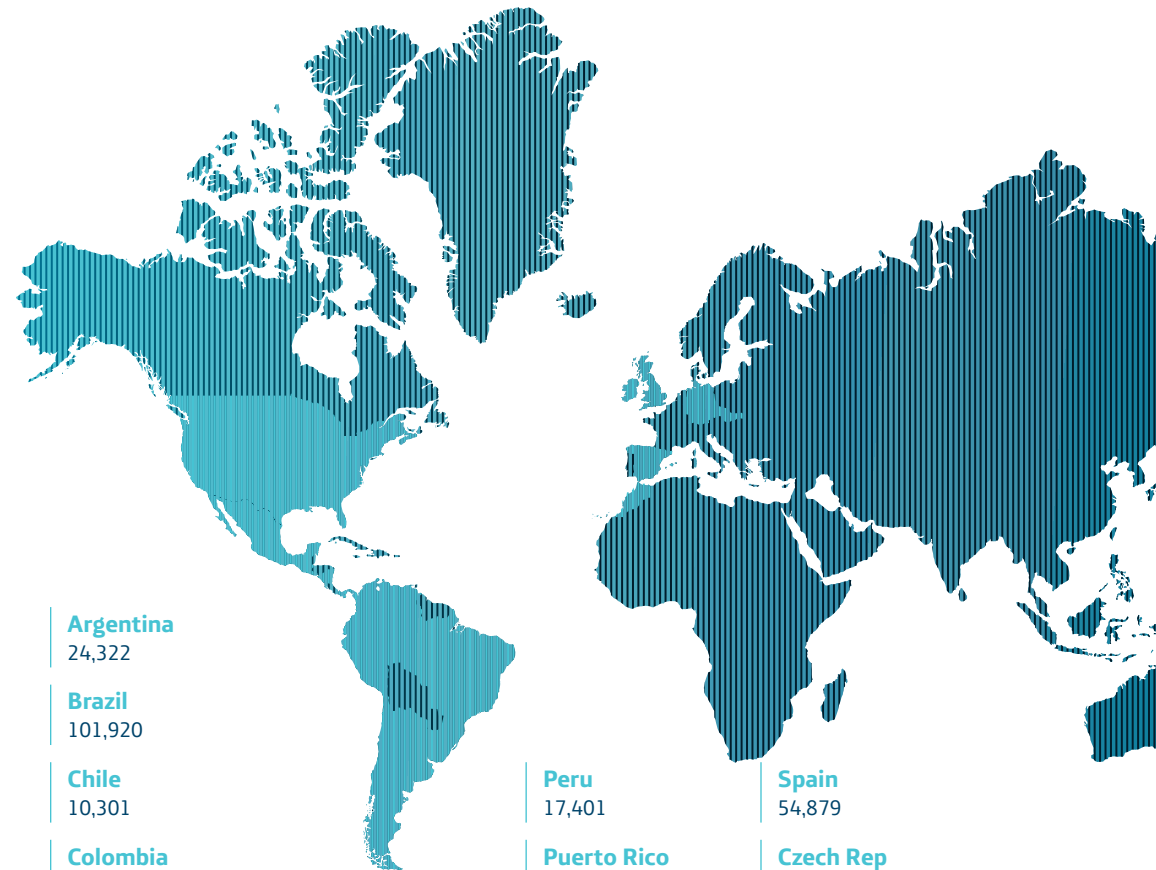 Argentina
24,322
Brazil
101,920
Chile
10,301
Colombia
Peru
17,401
Puerto Rico
Spain
54,879
Czech Rep